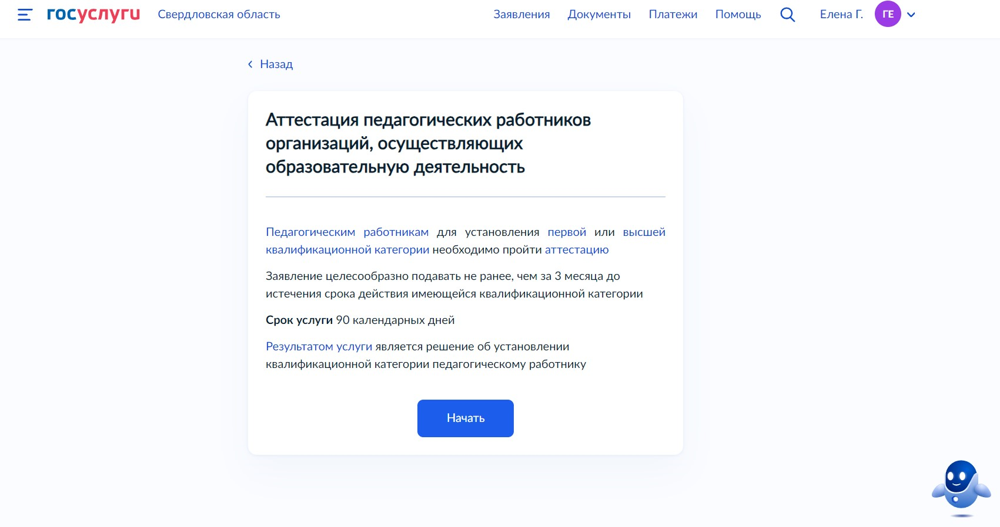 госуслуги Свердловская область Заявления Документы Платежи Помощь Елена Г. ГЕ
Назад
Аттестация педагогических работников
организаций, осуществляющих
образовательную деятельность
Педагогическим работникам для установления первой или высшей
квалификационной категории необходимо пройти аттестацию
Заявление целесообразно подавать не ранее, чем за 3 месяца до
истечения срока действия имеющейся квалификационной категории
Срок услуги 90 календарных дней
Результатом услуги является решение об установлении
квалификационной категории педагогическому работнику
Начать